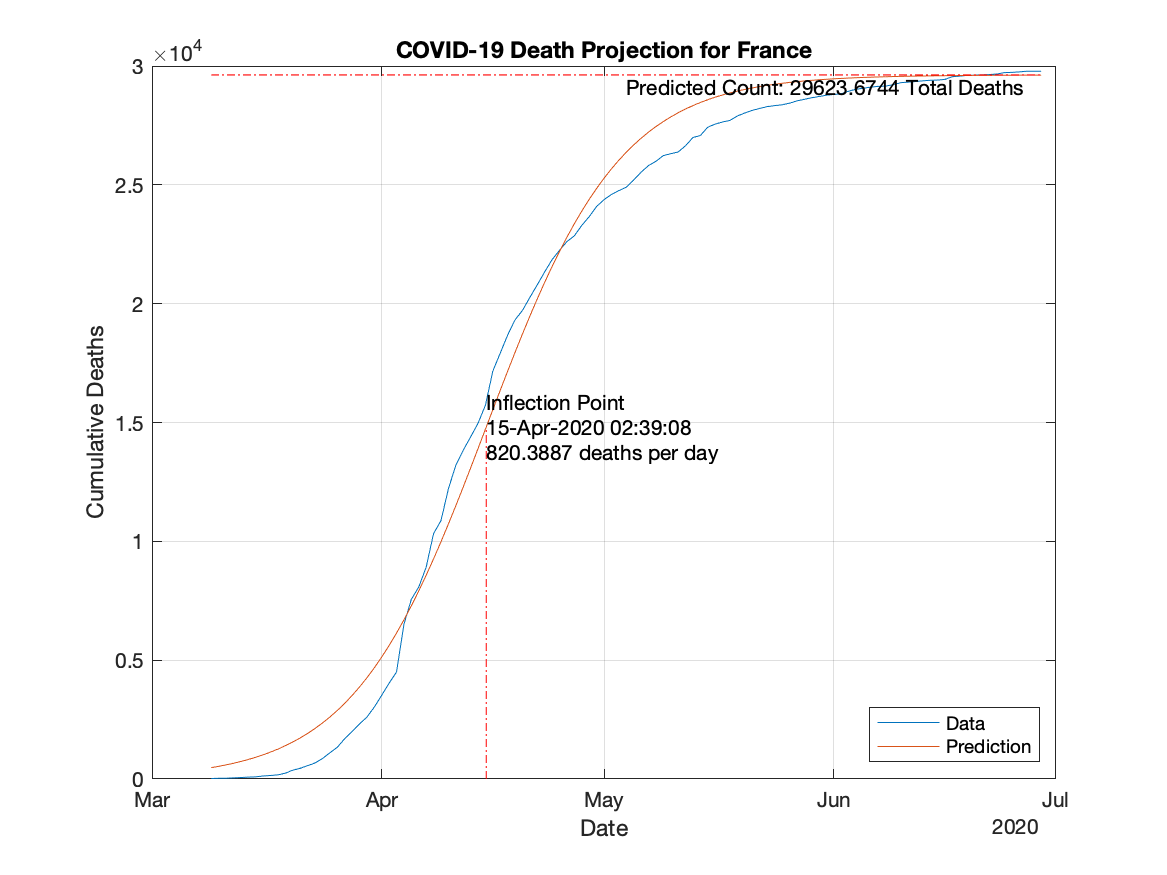 COVID-19 Death Projection for France
×10⁴
3
Predicted Count: 29623.6744 Total Deaths
2.5
2
Inflection Point
15-Apr-2020 02:39:08
820.3887 deaths per day
1.5
1
0.5
0
Cumulative Deaths
Data
Prediction
Mar Apr May Jun Jul
Date
2020